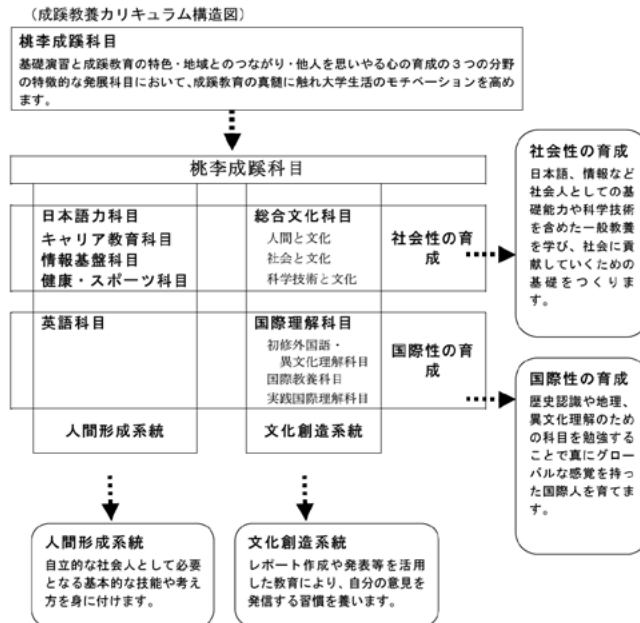 （成蹊教養カリキュラム構造図）
桃李成蹊科目
基礎演習と成蹊教育の特色・地域とのつながり・他人を思いやる心の育成の３つの分野
の特徴的な発展科目において、成蹊教育の真髄に触れ大学生活のモチベーションを高め
ます。
桃李成蹊科目
日本語力科目
キャリア教育科目
情報基盤科目
健康・スポーツ科目
総合文化科目
人間と文化
社会と文化
科学技術と文化
社会性の育
成
英語科目
国際理解科目
初修外国語・
異文化理解科目
国際教養科目
実践国際理解科目
国際性の育
成
人間形成系統
文化創造系統
社会性の育成
日本語、情報など
社会人としての基
礎能力や科学技術
を含めた一般教養
を学び、社会に貢
献していくための
基礎をつくりま
す。
国際性の育成
歴史認識や地理、
異文化理解のため
の科目を勉強する
ことで真にグロー
バルな感覚を持っ
た国際人を育てま
す。
人間形成系統
自立的な社会人として必要
となる基本的な技能や考え
方を身に付けます。
文化創造系統
レポート作成や発表等を活用
した教育により、自分の意見を
発信する習慣を養います。